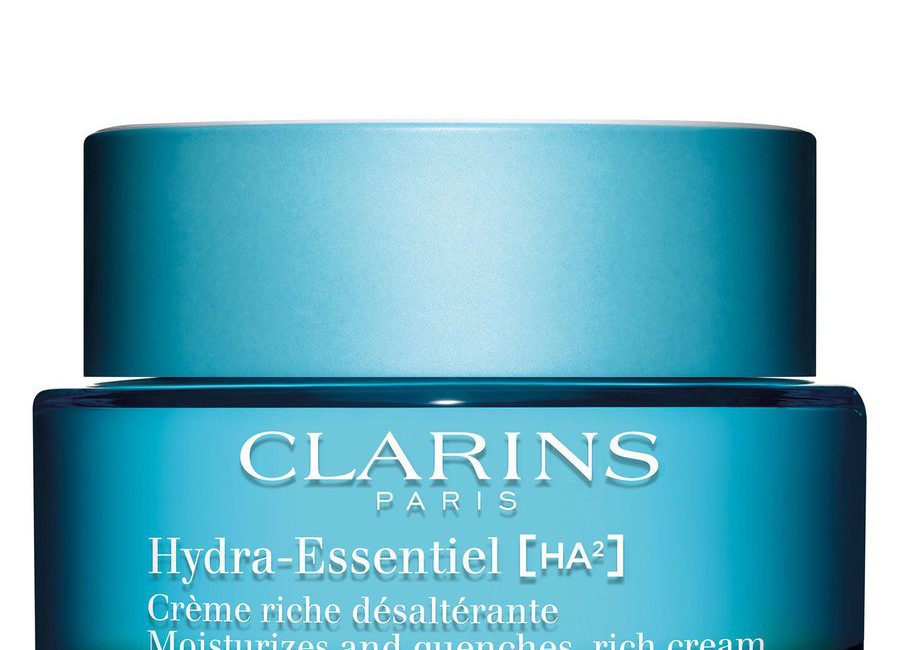 CLARINS
PARIS
Hydra-Essentiel [HA²]
Crème riche désaltérante
Moisturizes and quenches, rich cream